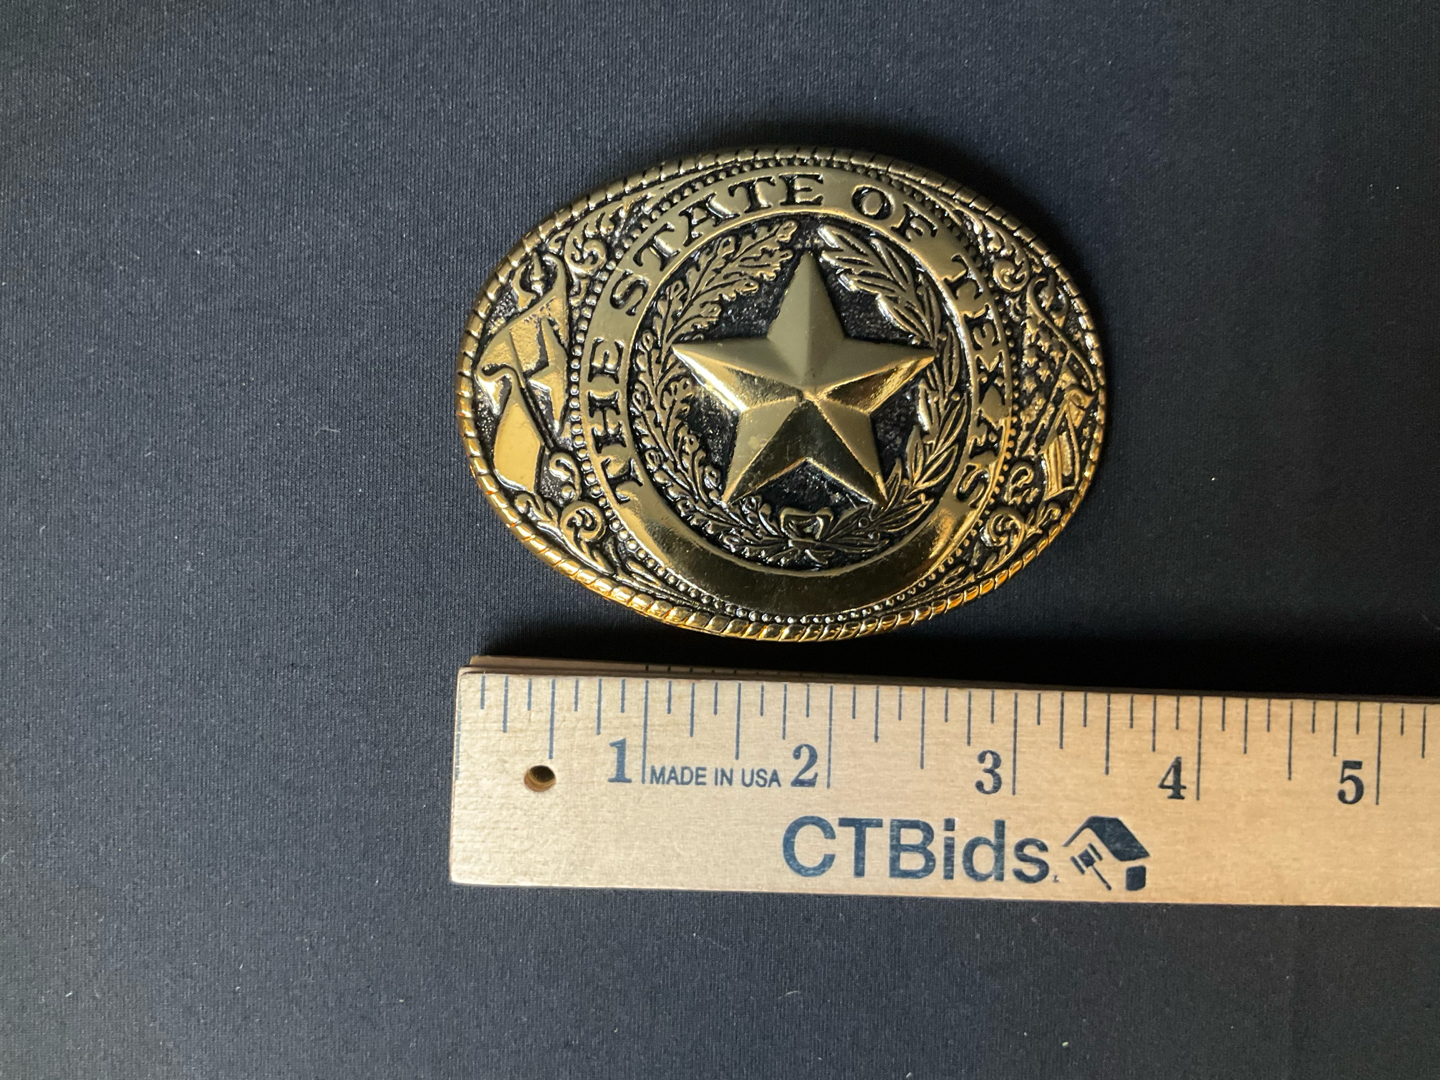 THE STATE OF TEXAS
1 MADE IN USA 2 3 4 5
CTBids